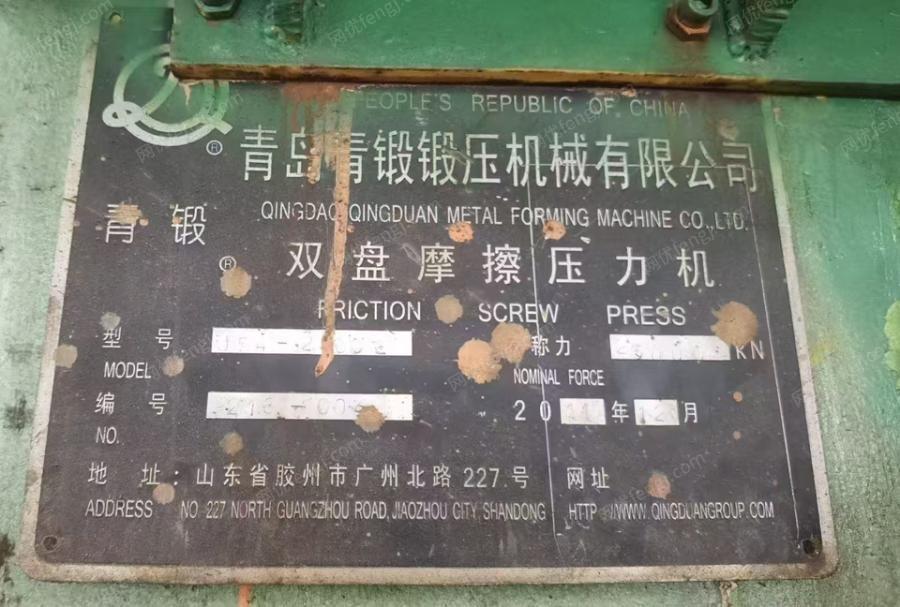 PEOPLE'S REPUBLIC OF CHINA
青岛青锻锻压机械有限公司
QINGDAO QINGDUAN METAL FORMING MACHINE CO.,LTD.
青锻
双盘摩擦压力机
FRICTION SCREW PRESS
型号
称力 KN
MODEL
NOMINAL FORCE
编号
20 年12月
NO.
地址：山东省胶州市广州北路227号 网址
ADDRESS NO 227 NORTH GUANGZHOU ROAD, JIAOZHOU CITY, SHANDONG HTTP://WWW.QINGDUANGROUP.COM